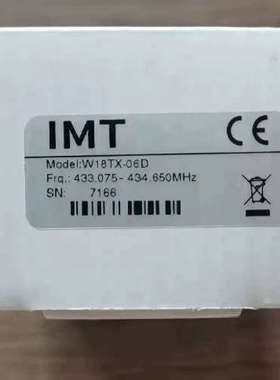 IMT
CE
Model:W18TX-06D
Frq.: 433.075- 434.650MHz
SN: 7166